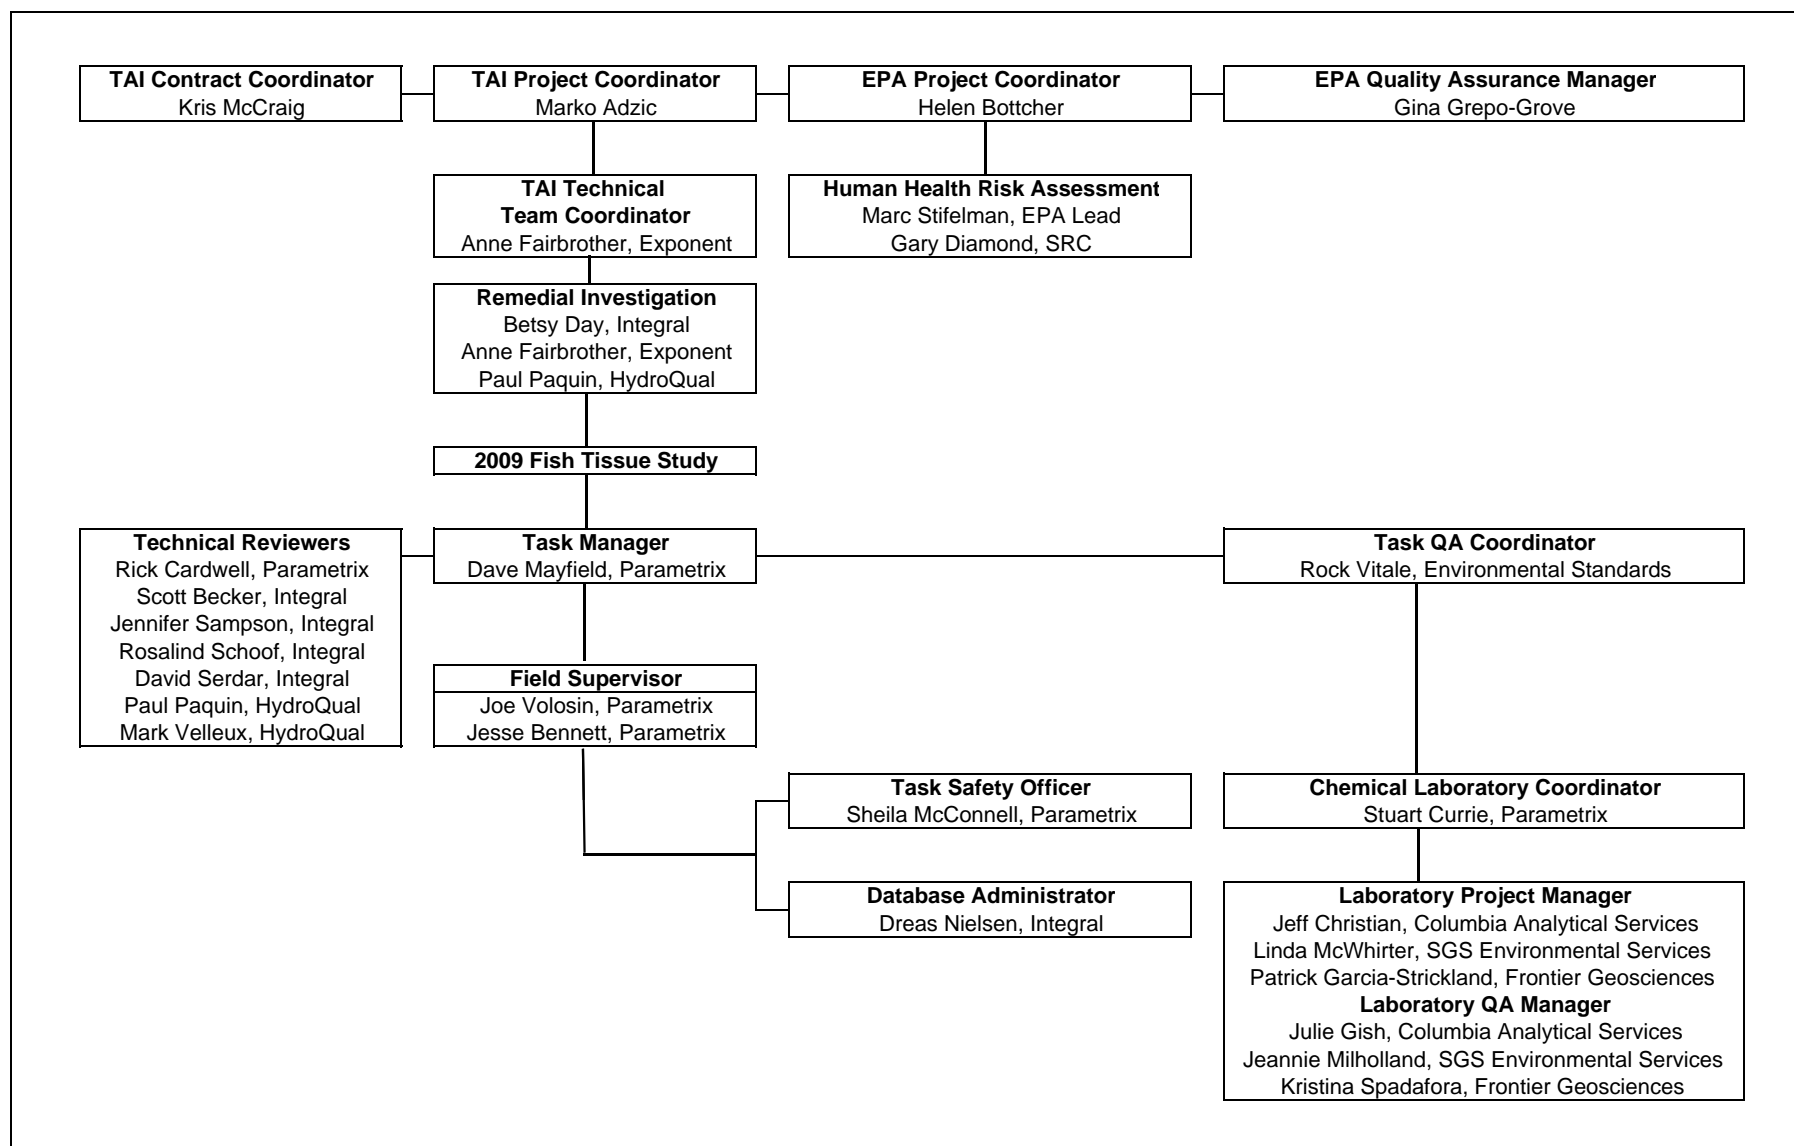 TAI Contract Coordinator
Kris McCraig
TAI Project Coordinator
Marko Adzic
EPA Project Coordinator
Helen Bottcher
EPA Quality Assurance Manager
Gina Grepo-Grove
TAI Technical
Team Coordinator
Anne Fairbrother, Exponent
Human Health Risk Assessment
Marc Stifelman, EPA Lead
Gary Diamond, SRC
Remedial Investigation
Betsy Day, Integral
Anne Fairbrother, Exponent
Paul Paquin, HydroQual
2009 Fish Tissue Study
Technical Reviewers
Rick Cardwell, Parametrix
Scott Becker, Integral
Jennifer Sampson, Integral
Rosalind Schoof, Integral
David Serdar, Integral
Paul Paquin, HydroQual
Mark Velleux, HydroQual
Task Manager
Dave Mayfield, Parametrix
Task QA Coordinator
Rock Vitale, Environmental Standards
Field Supervisor
Joe Volosin, Parametrix
Jesse Bennett, Parametrix
Task Safety Officer
Sheila McConnell, Parametrix
Chemical Laboratory Coordinator
Stuart Currie, Parametrix
Database Administrator
Dreas Nielsen, Integral
Laboratory Project Manager
Jeff Christian, Columbia Analytical Services
Linda McWhirter, SGS Environmental Services
Patrick Garcia-Strickland, Frontier Geosciences
Laboratory QA Manager
Julie Gish, Columbia Analytical Services
Jeannie Milholland, SGS Environmental Services
Kristina Spadafora, Frontier Geosciences